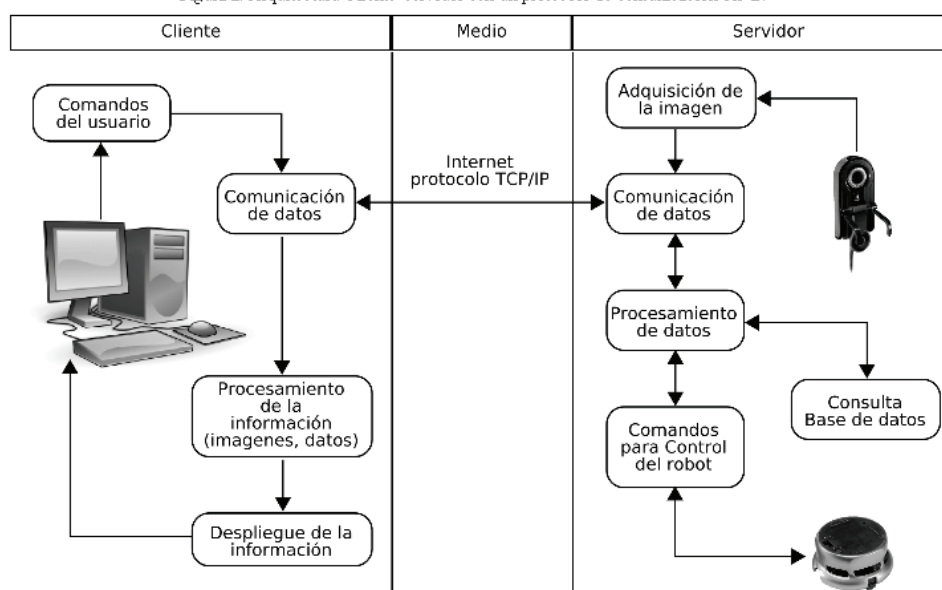 Cliente
Medio
Servidor
Comandos
del usuario
Comunicación
de datos
Procesamiento
de la
información
(imagenes, datos)
Despliegue de la
información
Internet
protocolo TCP/IP
Adquisición de
la imagen
Comunicación
de datos
Procesamiento
de datos
Consulta
Base de datos
Comandos
para Control
del robot